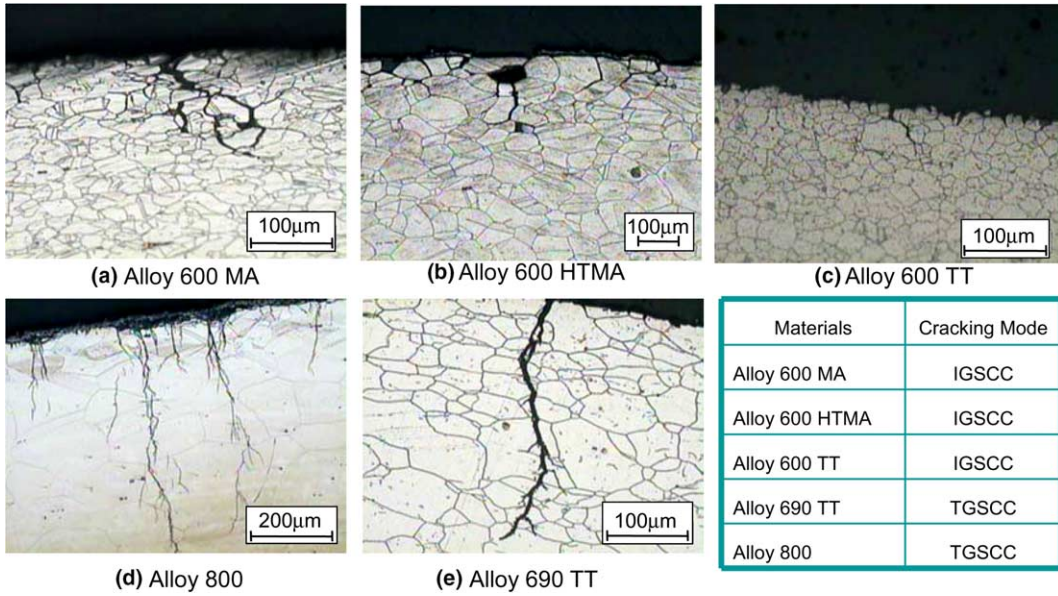 100μm
(a) Alloy 600 MA
100μm
(b) Alloy 600 HTMA
100μm
(c) Alloy 600 TT
200μm
(d) Alloy 800
100μm
(e) Alloy 690 TT
Materials Cracking Mode
Alloy 600 MA IGSCC
Alloy 600 HTMA IGSCC
Alloy 600 TT IGSCC
Alloy 690 TT TGSCC
Alloy 800 TGSCC